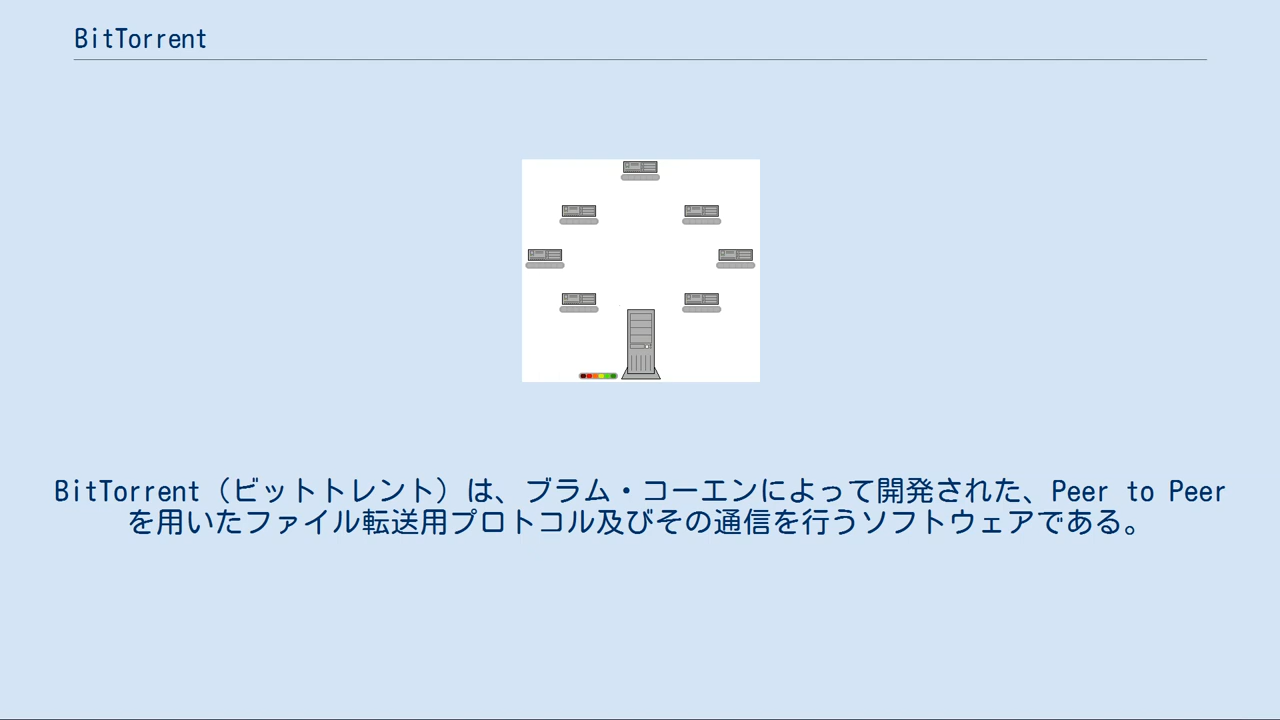 BitTorrent
BitTorrent（ビットトレント）は、ブラム・コーエンによって開発された、Peer to Peer
を用いたファイル転送用プロトコル及びその通信を行うソフトウェアである。